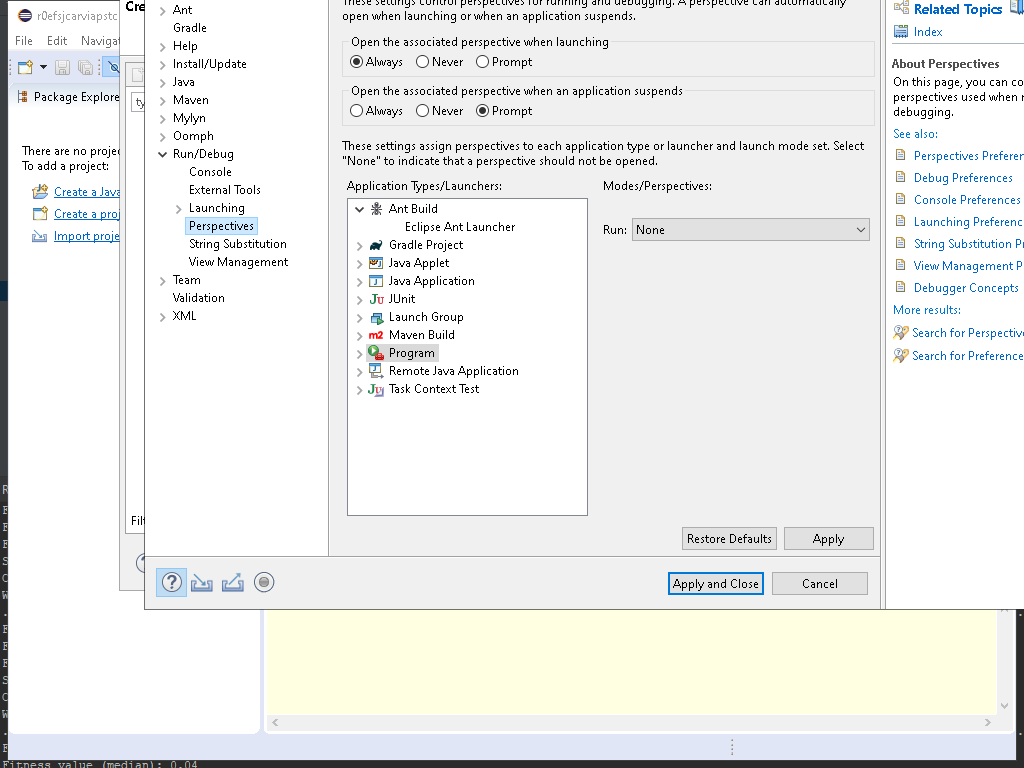 r0efsjcarviapstc
File Edit Navigat
Package Explore
There are no projec
To add a project:
Create a Java
Create a proj
Import proje
Cre
ty
Filt
Ant
Gradle
Help
Install/Update
Java
Maven
Mylyn
Oomph
Run/Debug
Console
External Tools
Launching
Perspectives
String Substitution
View Management
Team
Validation
XML
These settings control perspectives for running and debugging. A perspective can automatically
open when launching or when an application suspends.
Open the associated perspective when launching
Always Never Prompt
Open the associated perspective when an application suspends
Always Never Prompt
These settings assign perspectives to each application type or launcher and launch mode set. Select
"None" to indicate that a perspective should not be opened.
Application Types/Launchers:
Modes/Perspectives:
Ant Build
Eclipse Ant Launcher
Gradle Project
Java Applet
Java Application
JUnit
Launch Group
Maven Build
Program
Remote Java Application
Task Context Test
Run: None
Restore Defaults Apply
Apply and Close Cancel
Related Topics
Index
About Perspectives
On this page, you can co
perspectives used when r
debugging.
See also:
Perspectives Preferen
Debug Preferences
Console Preferences
Launching Preferenc
String Substitution Pr
View Management P
Debugger Concepts
More results:
Search for Perspective
Search for Preference
Fitness value (median): 0.04